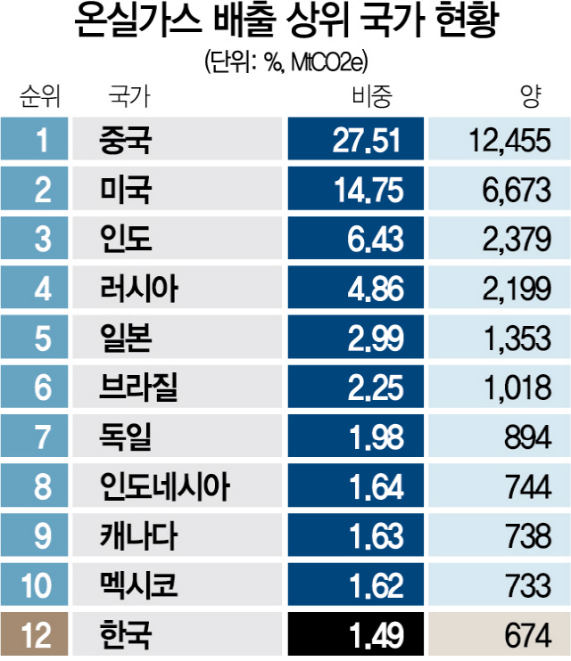 온실가스 배출 상위 국가 현황
(단위: %, MtCO2e)
순위 국가 비중 양
1 중국 27.51 12,455
2 미국 14.75 6,673
3 인도 6.43 2,379
4 러시아 4.86 2,199
5 일본 2.99 1,353
6 브라질 2.25 1,018
7 독일 1.98 894
8 인도네시아 1.64 744
9 캐나다 1.63 738
10 멕시코 1.62 733
12 한국 1.49 674